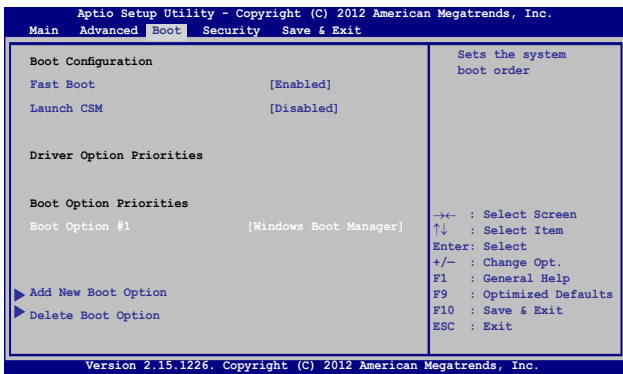 Aptio Setup Utility - Copyright (C) 2012 American Megatrends, Inc.
Main Advanced Boot Security Save & Exit
Boot Configuration
Fast Boot [Enabled]
Launch CSM [Disabled]
Driver Option Priorities
Boot Option Priorities
Boot Option #1 [Windows Boot Manager]
Add New Boot Option
Delete Boot Option
Sets the system
boot order
→← : Select Screen
↑↓ : Select Item
Enter: Select
+/— : Change Opt.
F1 : General Help
F9 : Optimized Defaults
F10 : Save & Exit
ESC : Exit
Version 2.15.1226. Copyright (C) 2012 American Megatrends, Inc.